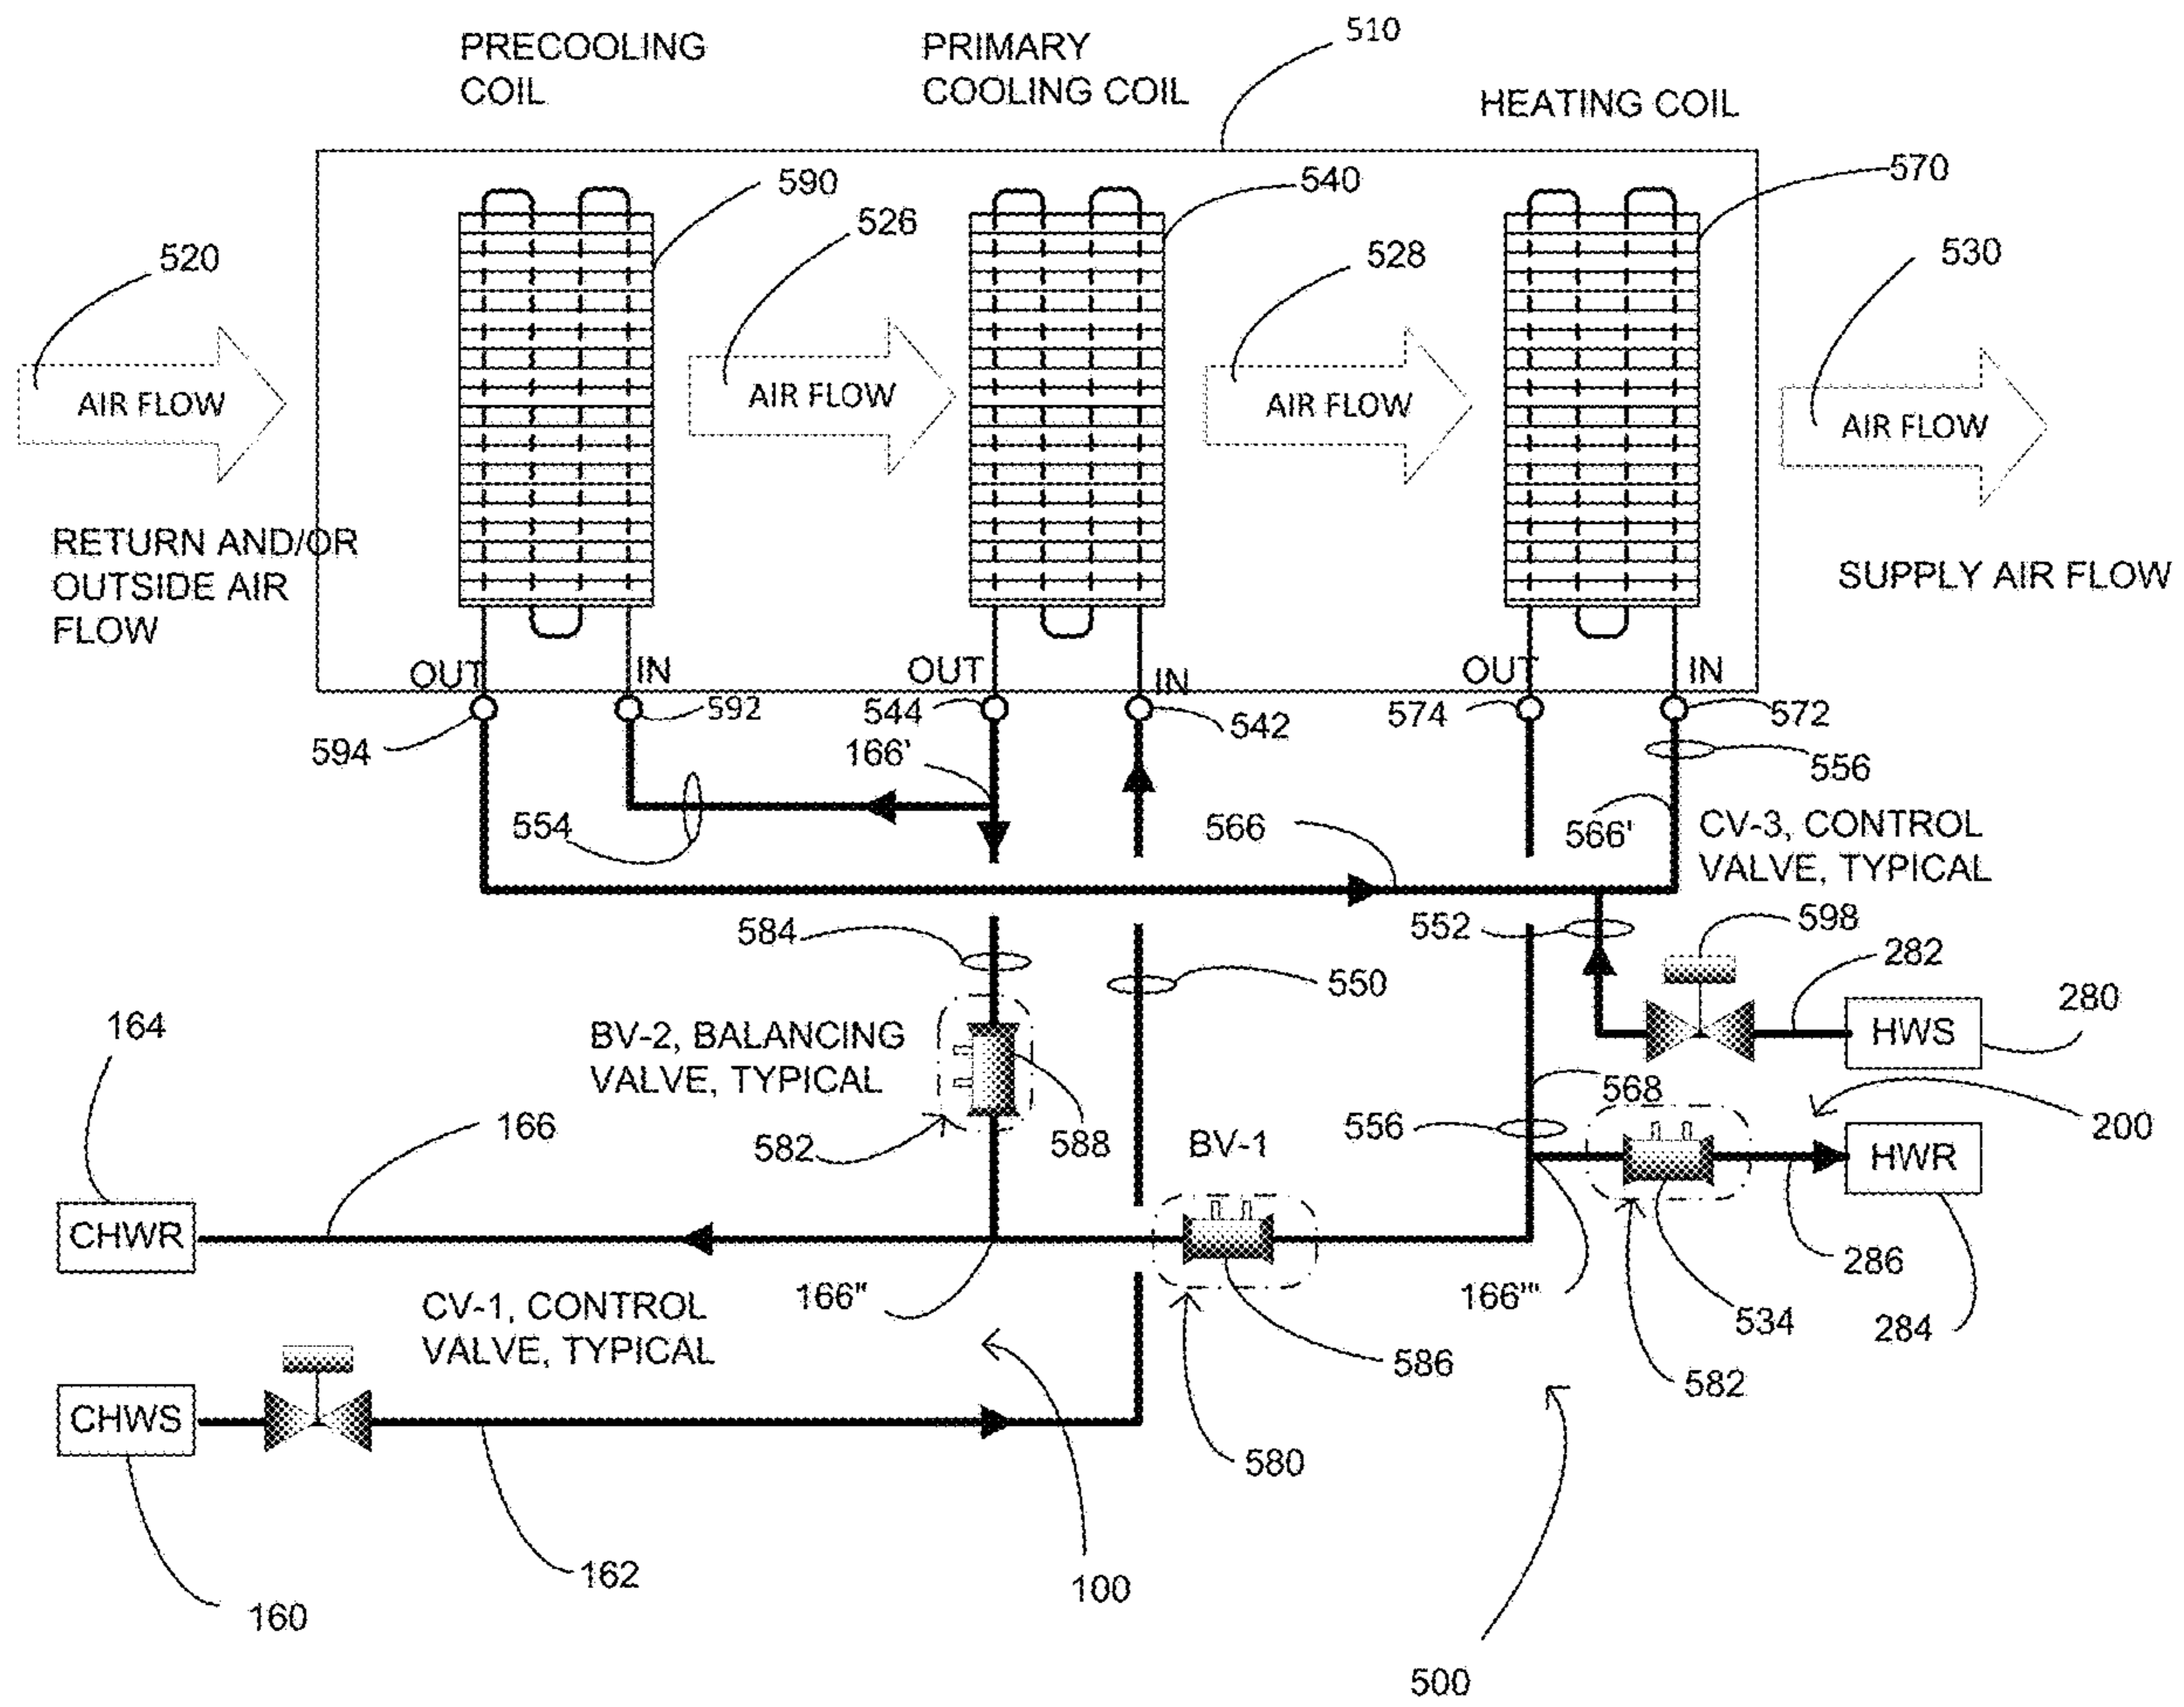 510
PRECOOLING
COIL
PRIMARY
COOLING COIL
HEATING COIL
590
526
540
528
570
520
530
AIR FLOW
AIR FLOW
AIR FLOW
AIR FLOW
RETURN AND/OR
OUTSIDE AIR
FLOW
SUPPLY AIR FLOW
OUT
IN
OUT
IN
OUT
IN
594
592
544
542
574
572
166'
556
554
566
566'
CV-3, CONTROL
VALVE, TYPICAL
584
552
598
550
282
280
164
BV-2, BALANCING
VALVE, TYPICAL
HWS
568
166
582
588
BV-1
556
200
HWR
CHWR
166"
166'"
286
534
284
CV-1, CONTROL
VALVE, TYPICAL
586
582
CHWS
580
162
100
160
500